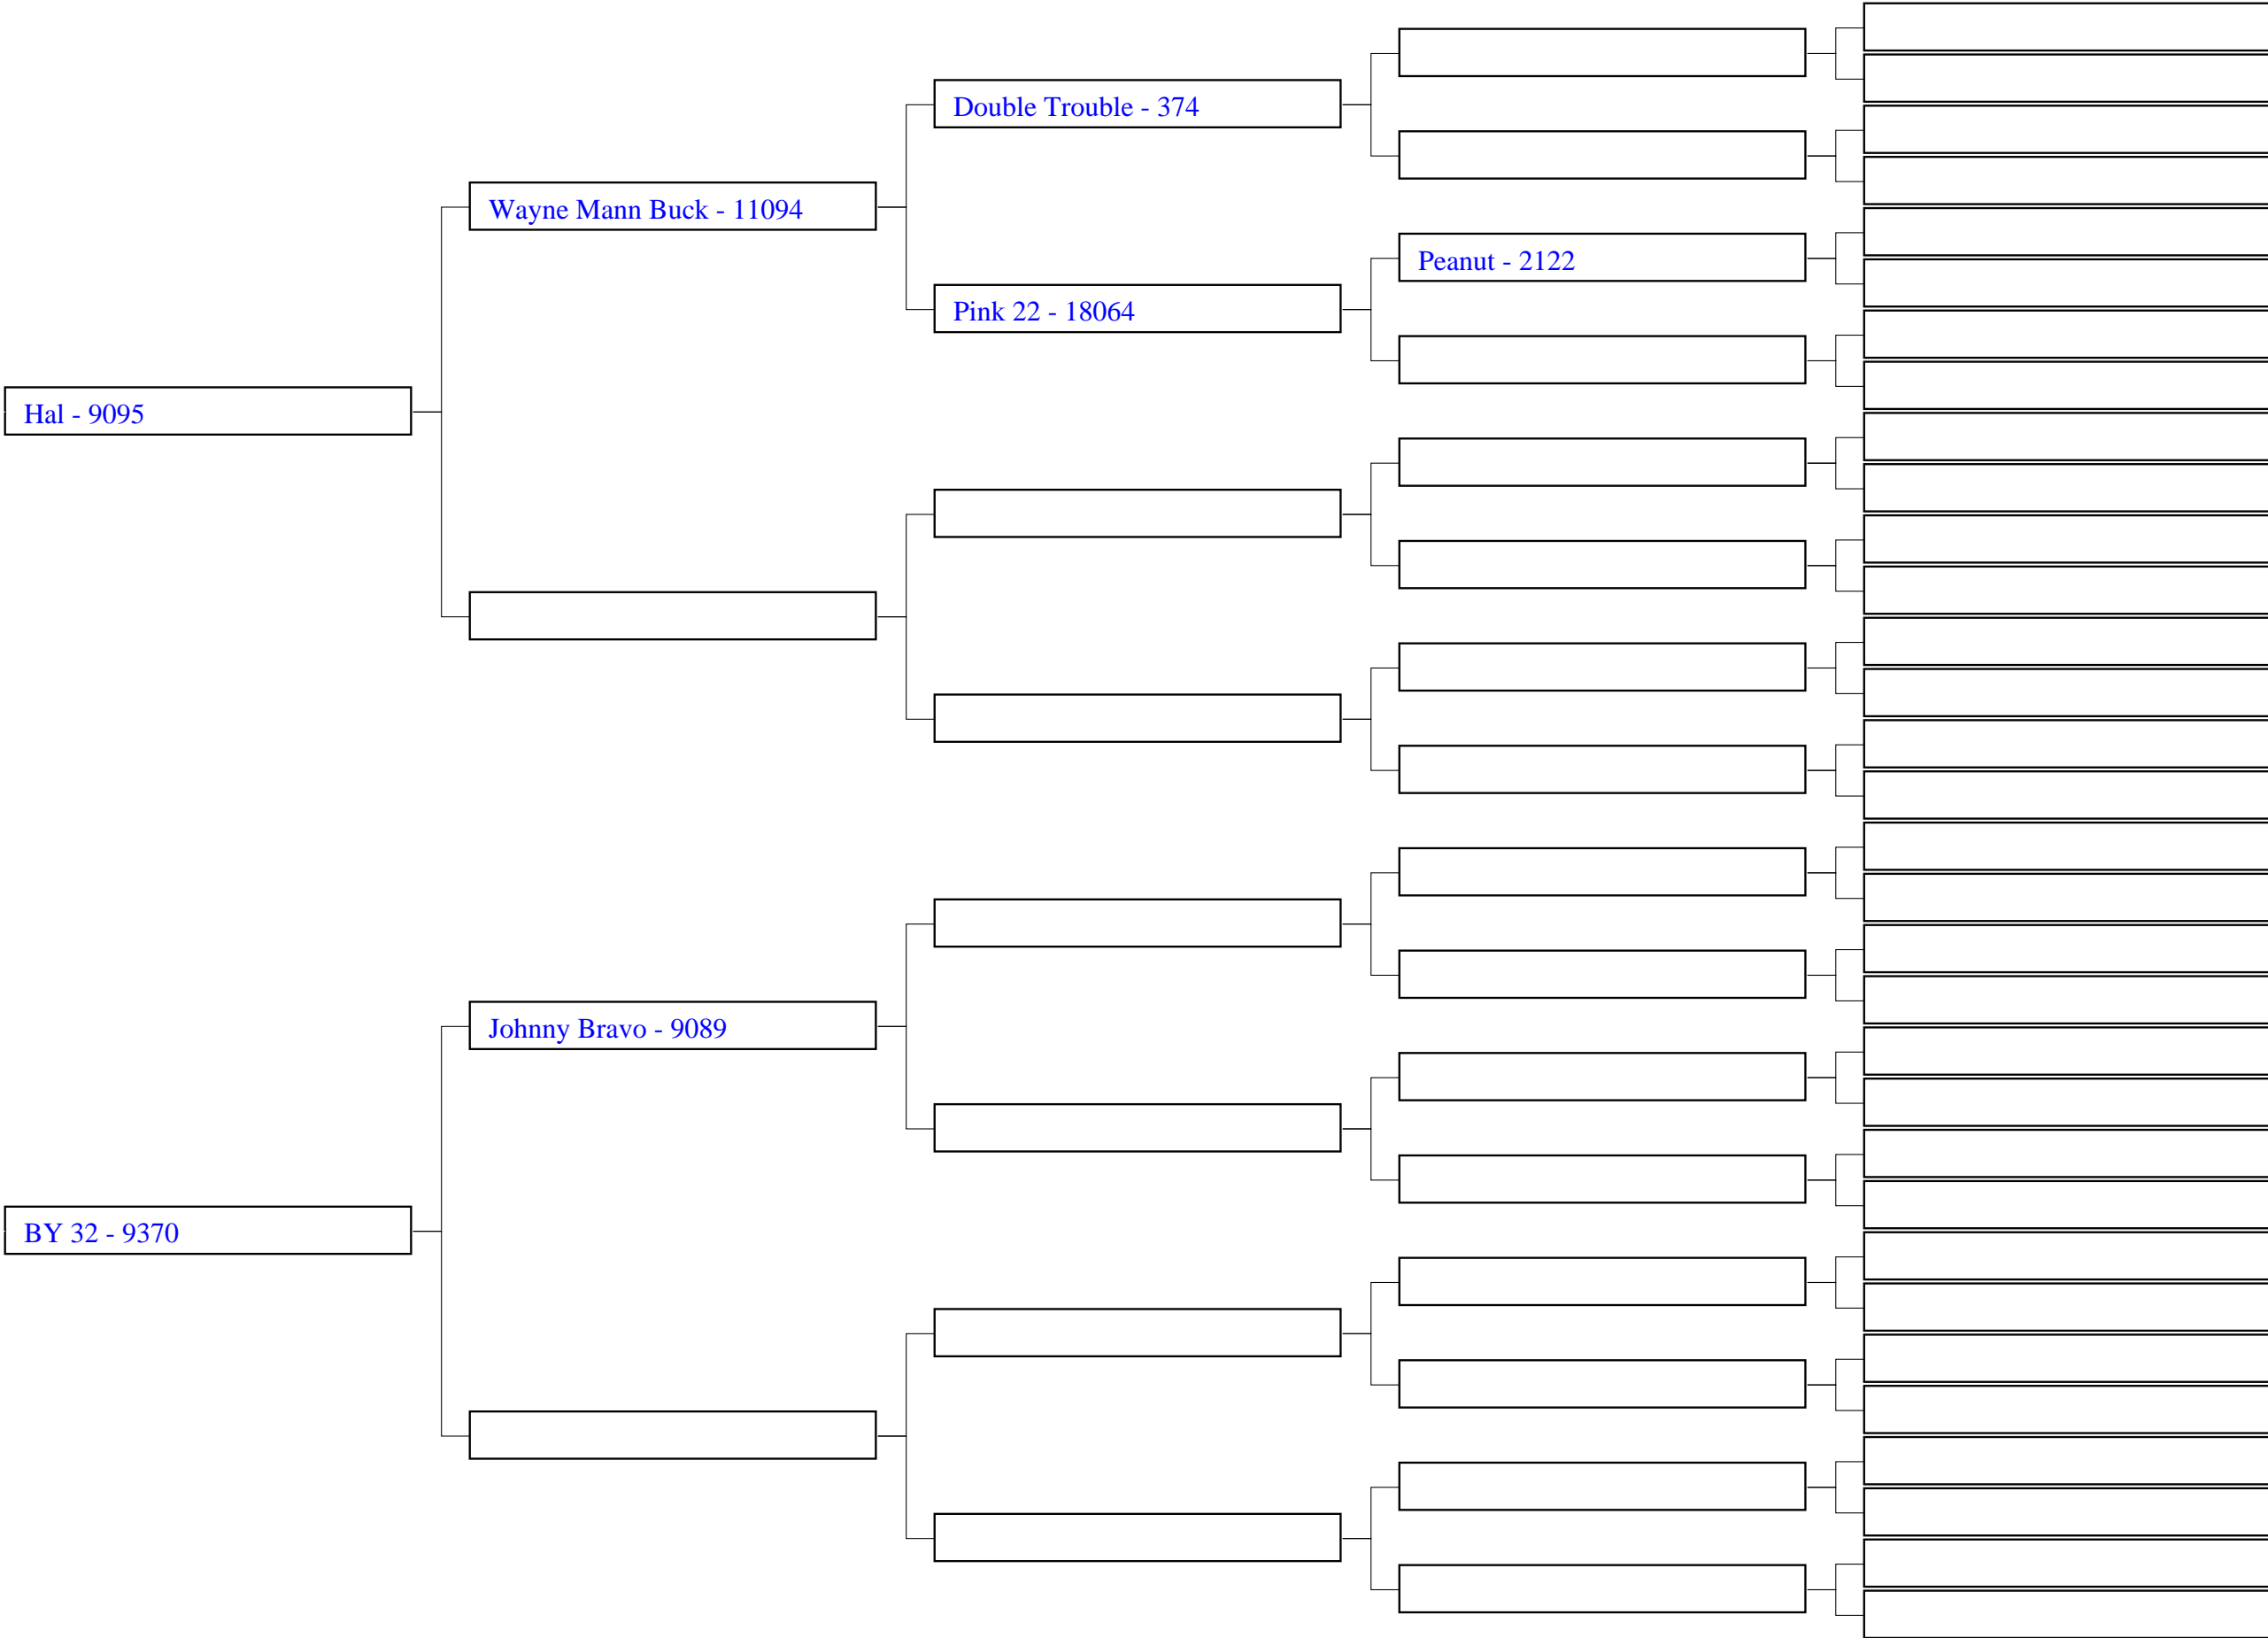 Double Trouble - 374
Wayne Mann Buck - 11094
Peanut - 2122
Pink 22 - 18064
Hal - 9095
Johnny Bravo - 9089
BY 32 - 9370